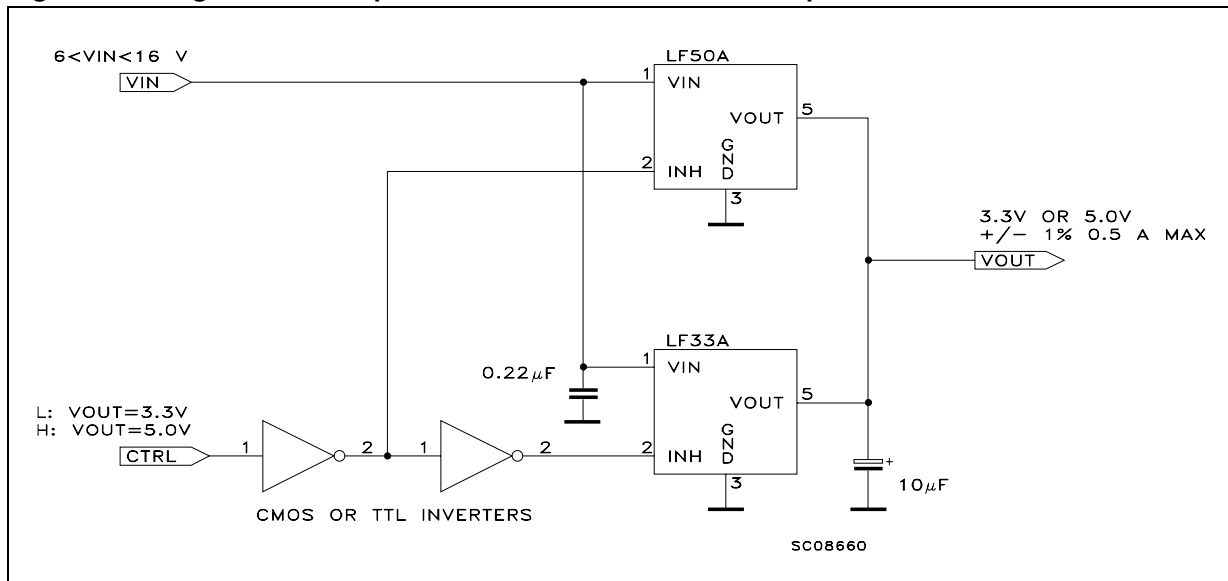 6<VIN<16 V
VIN
LF50A
1
VIN
VOUT
5
2
INH
GND
3
3.3V OR 5.0V
+/- 1% 0.5 A MAX
VOUT
LF33A
1
VIN
0.22µF
VOUT
5
L: VOUT=3.3V
H: VOUT=5.0V
CTRL
1
2
1
2
2
INH
GND
3
+
10µF
CMOS OR TTL INVERTERS
SC08660